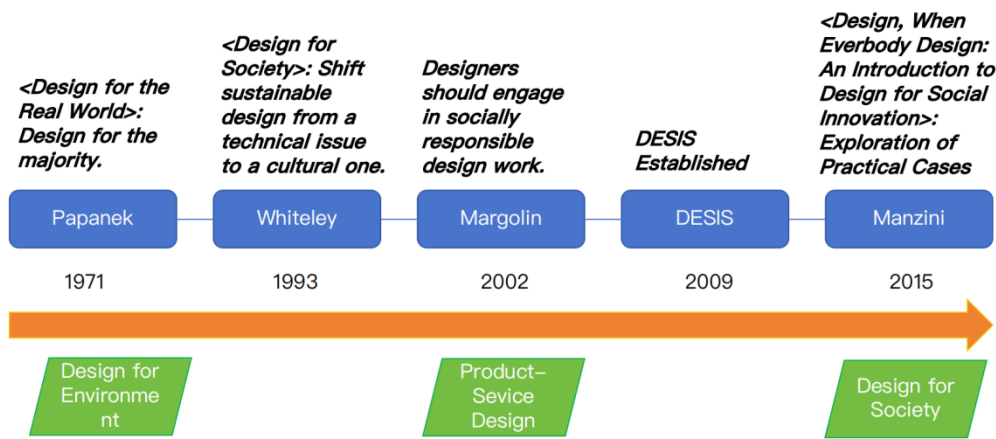 <Design for the
Real World>:
Design for the
majority.
<Design for
Society>: Shift
sustainable
design from a
technical issue
to a cultural one.
Designers
should engage
in socially
responsible
design work.
DESIS
Established
<Design, When
Everbody Design:
An Introduction to
Design for Social
Innovation>:
Exploration of
Practical Cases
Papanek
Whiteley
Margolin
DESIS
Manzini
1971
1993
2002
2009
2015
Design for
Environme
nt
Product-
Sevice
Design
Design for
Society